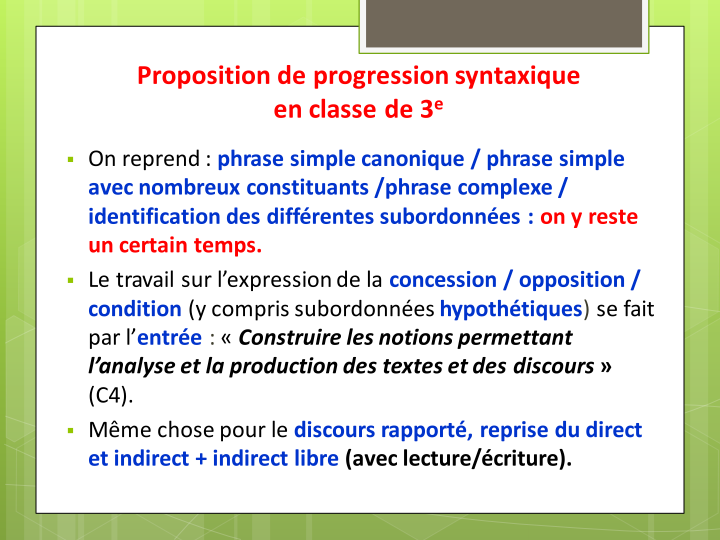 Proposition de progression syntaxique
en classe de 3e
▪ On reprend : phrase simple canonique / phrase simple
avec nombreux constituants /phrase complexe /
identification des différentes subordonnées : on y reste
un certain temps.
▪ Le travail sur l’expression de la concession / opposition /
condition (y compris subordonnées hypothétiques) se fait
par l’entrée : « Construire les notions permettant
l’analyse et la production des textes et des discours »
(C4).
▪ Même chose pour le discours rapporté, reprise du direct
et indirect + indirect libre (avec lecture/écriture).